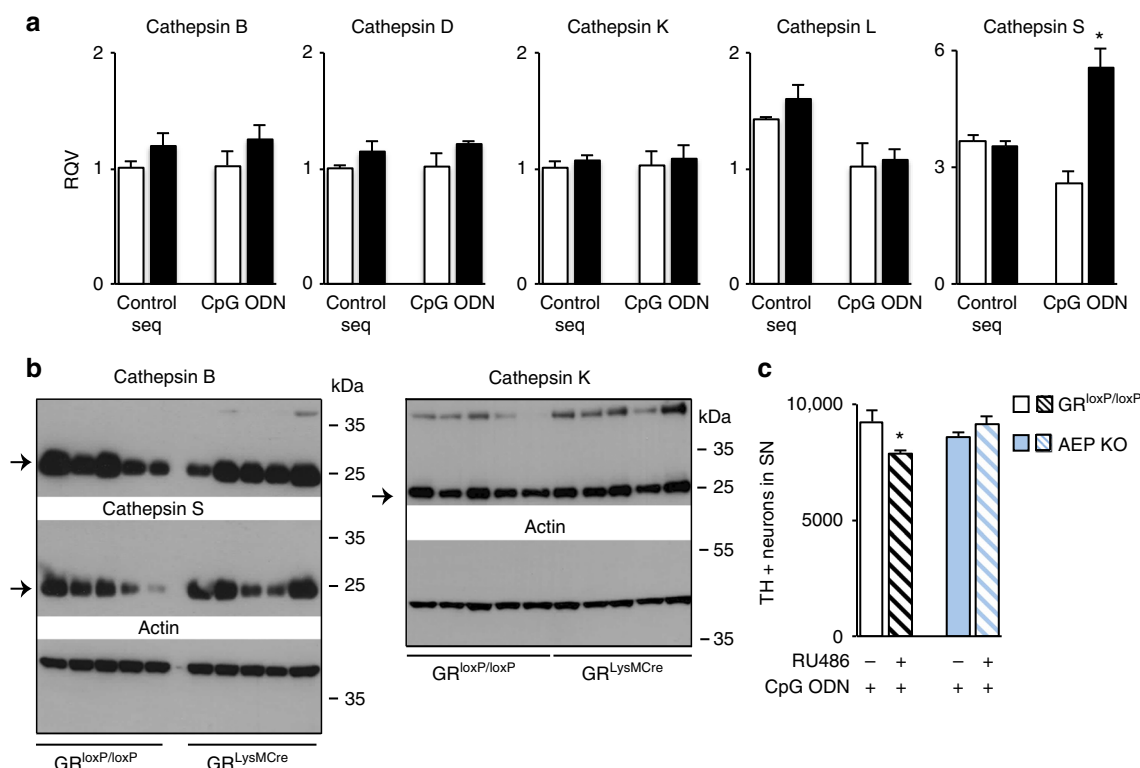 a
Cathepsin B
Cathepsin D
Cathepsin K
Cathepsin L
Cathepsin S
RQV
2
1
0
2
1
0
2
1
0
2
1
0
6
3
0
*
Control seq
CpG ODN
Control seq
CpG ODN
Control seq
CpG ODN
Control seq
CpG ODN
Control seq
CpG ODN
b
Cathepsin B
kDa
– 35
– 25
Cathepsin S
– 35
– 25
Actin
– 35
GRloxP/loxP
GRLysMCre
Cathepsin K
kDa
– 35
– 25
Actin
– 55
– 35
GRloxP/loxP
GRLysMCre
c
TH + neurons in SN
10,000
5000
0
*
GRloxP/loxP
AEP KO
RU486 – + – +
CpG ODN + + + +